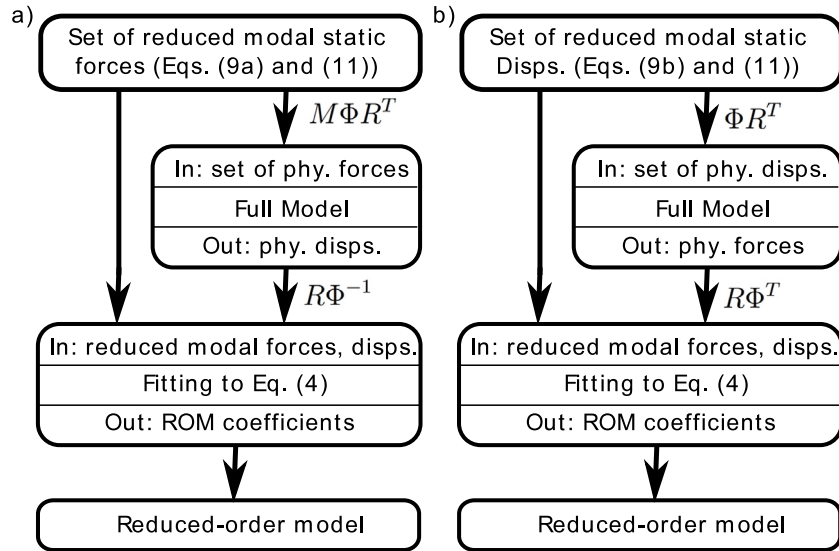 a)
Set of reduced modal static
forces (Eqs. (9a) and (11))
MΦR^T
In: set of phy. forces
Full Model
Out: phy. disps.
RΦ^{-1}
In: reduced modal forces, disps.
Fitting to Eq. (4)
Out: ROM coefficients
Reduced-order model
b)
Set of reduced modal static
Disps. (Eqs. (9b) and (11))
ΦR^T
In: set of phy. disps.
Full Model
Out: phy. forces
RΦ^T
In: reduced modal forces, disps.
Fitting to Eq. (4)
Out: ROM coefficients
Reduced-order model